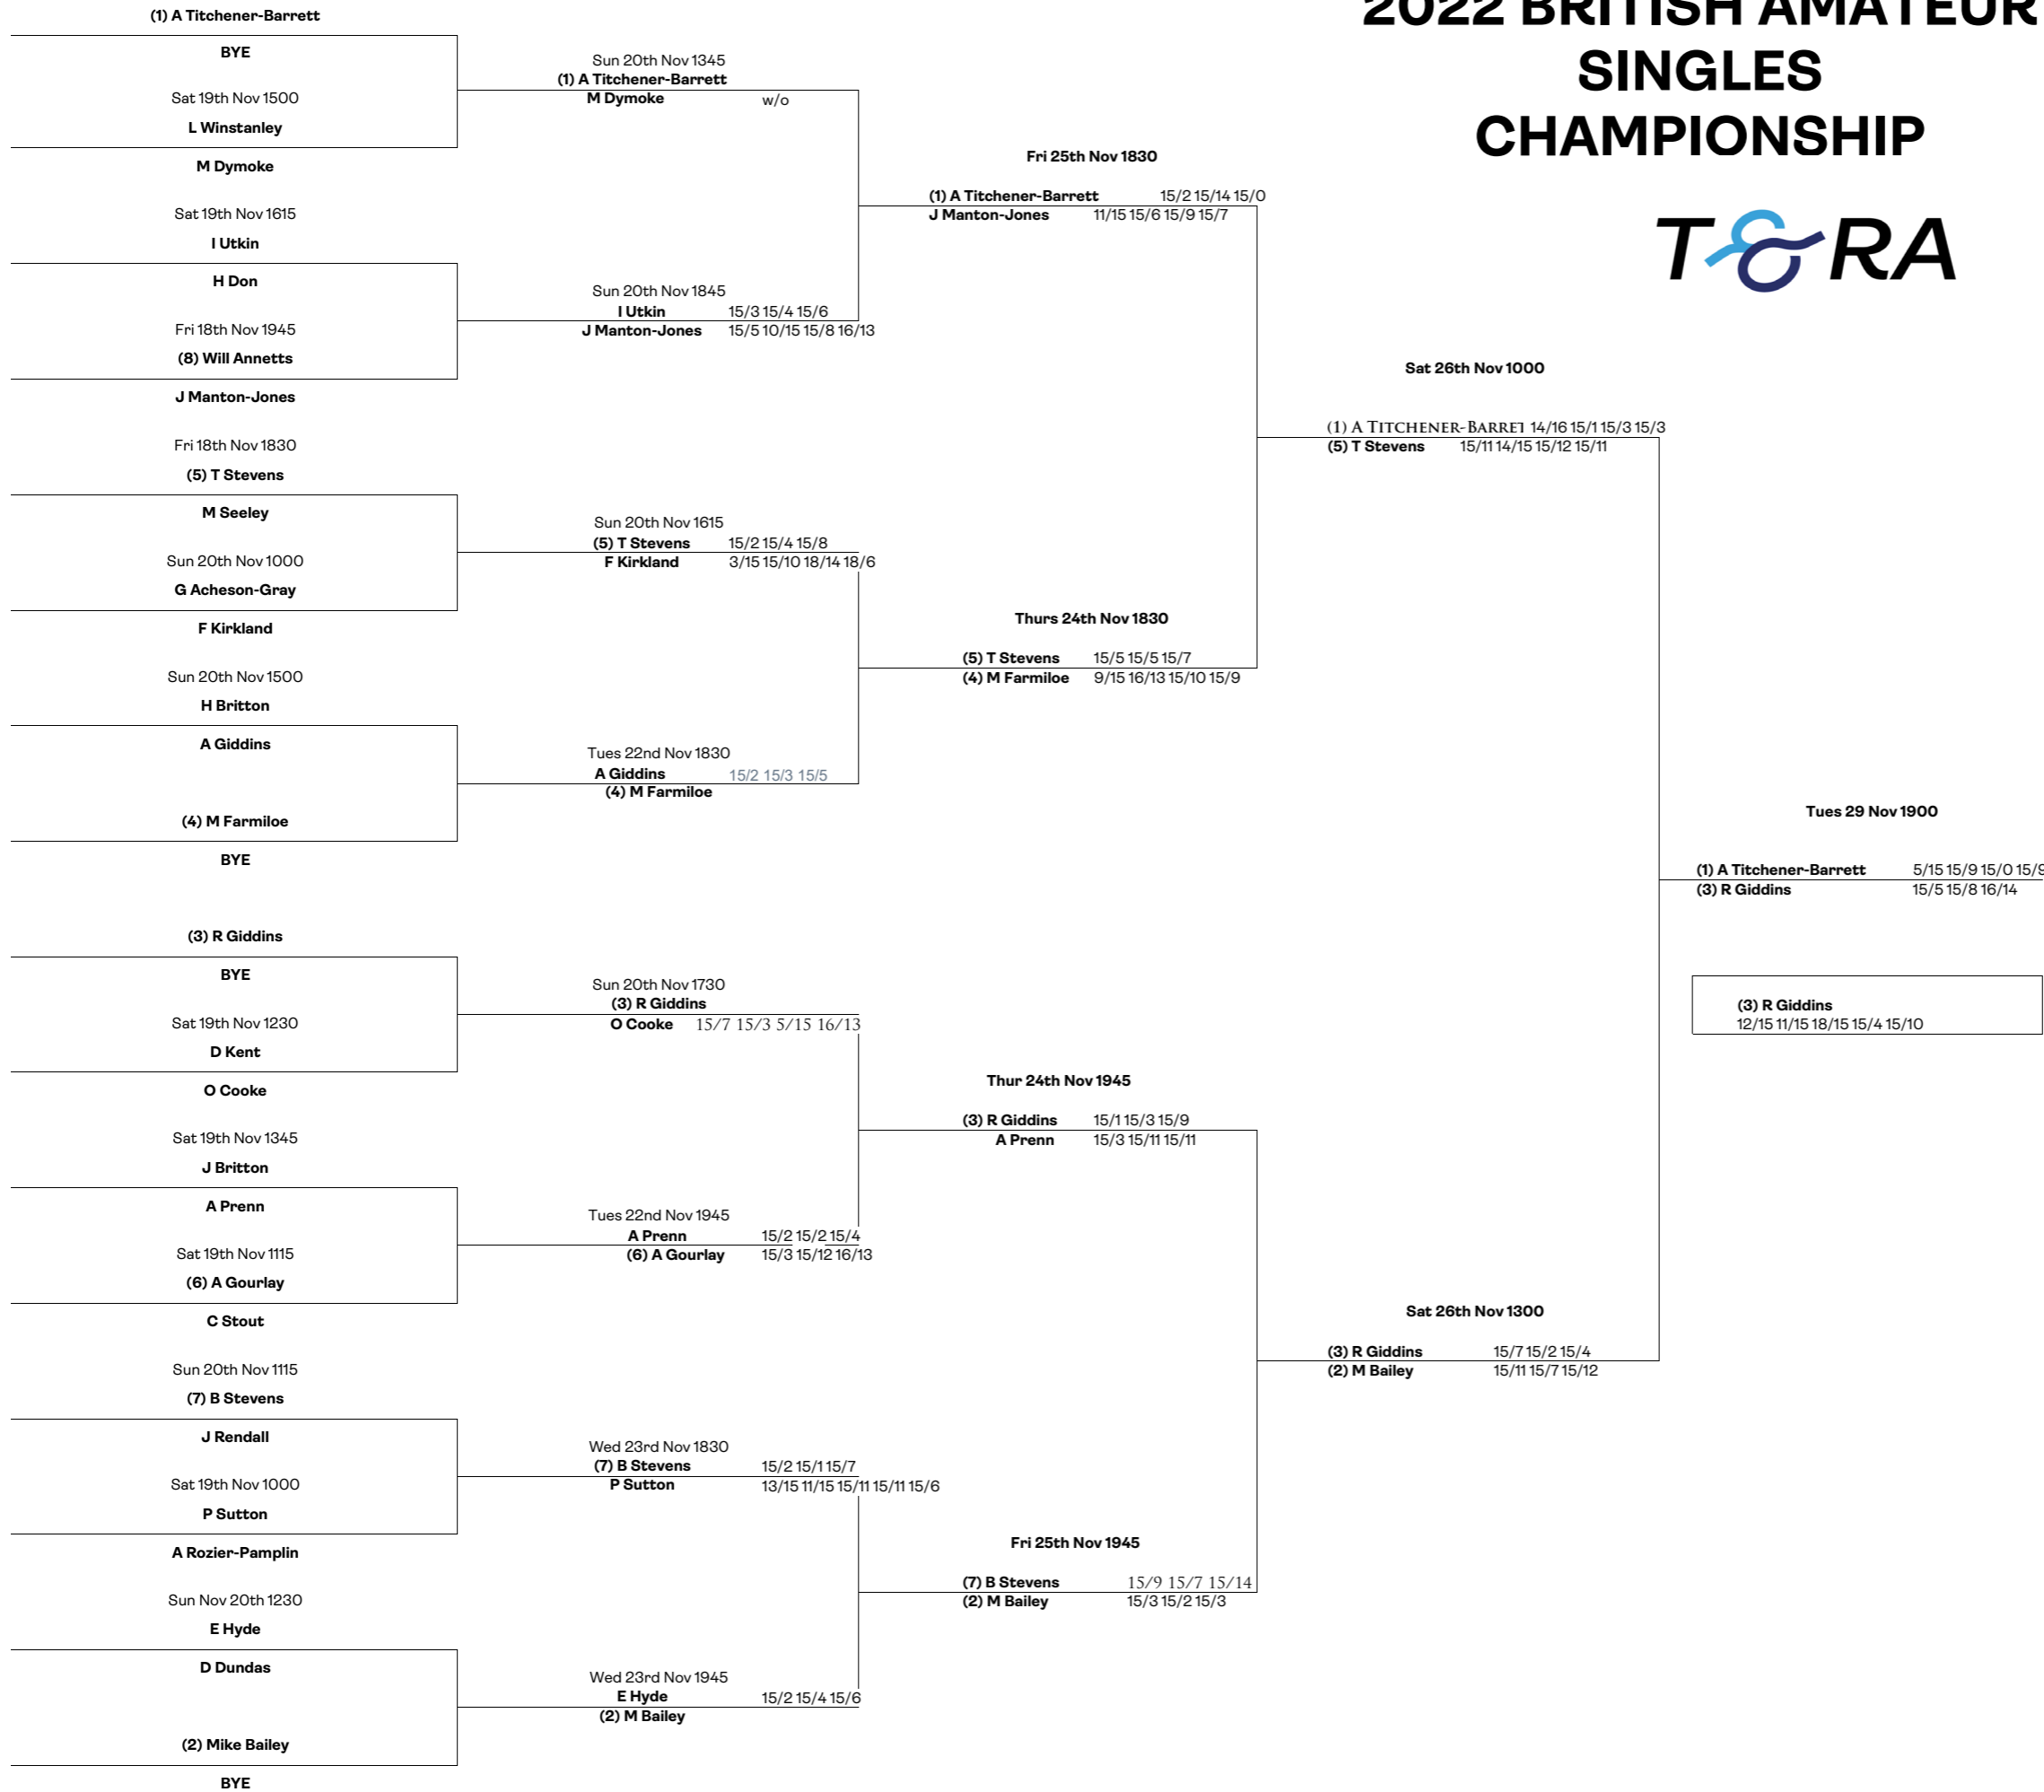 2022 BRITISH AMATEUR
SINGLES
CHAMPIONSHIP
T&RA
(1) A Titchener-Barrett
BYE
Sat 19th Nov 1500
L Winstanley
M Dymoke
Sat 19th Nov 1615
I Utkin
H Don
Fri 18th Nov 1945
(8) Will Annetts
J Manton-Jones
Fri 18th Nov 1830
(5) T Stevens
M Seeley
Sun 20th Nov 1000
G Acheson-Gray
F Kirkland
Sun 20th Nov 1500
H Britton
A Giddins
(4) M Farmiloe
BYE
(3) R Giddins
BYE
Sat 19th Nov 1230
D Kent
O Cooke
Sat 19th Nov 1345
J Britton
A Prenn
Sat 19th Nov 1115
(6) A Gourlay
C Stout
Sun 20th Nov 1115
(7) B Stevens
J Rendall
Sat 19th Nov 1000
P Sutton
A Rozier-Pamplin
Sun Nov 20th 1230
E Hyde
D Dundas
(2) Mike Bailey
BYE
Sun 20th Nov 1345
(1) A Titchener-Barrett
M Dymoke w/o
Sun 20th Nov 1845
I Utkin 15/3 15/4 15/6
J Manton-Jones 15/5 10/15 15/8 16/13
Sun 20th Nov 1615
(5) T Stevens 15/2 15/4 15/8
F Kirkland 3/15 15/10 18/14 18/6
Tues 22nd Nov 1830
A Giddins 15/2 15/3 15/5
(4) M Farmiloe
Sun 20th Nov 1730
(3) R Giddins
O Cooke 15/7 15/3 5/15 16/13
Tues 22nd Nov 1945
A Prenn 15/2 15/2 15/4
(6) A Gourlay 15/3 15/12 16/13
Wed 23rd Nov 1830
(7) B Stevens 15/2 15/1 15/7
P Sutton 13/15 11/15 15/11 15/11 15/6
Wed 23rd Nov 1945
E Hyde 15/2 15/4 15/6
(2) M Bailey
Fri 25th Nov 1830
(1) A Titchener-Barrett 15/2 15/14 15/0
J Manton-Jones 11/15 15/6 15/9 15/7
Thurs 24th Nov 1830
(5) T Stevens 15/5 15/5 15/7
(4) M Farmiloe 9/15 16/13 15/10 15/9
Thur 24th Nov 1945
(3) R Giddins 15/1 15/3 15/9
A Prenn 15/3 15/11 15/11
Fri 25th Nov 1945
(7) B Stevens 15/9 15/7 15/14
(2) M Bailey 15/3 15/2 15/3
Sat 26th Nov 1000
(1) A TITCHENER-BARRET 14/16 15/1 15/3 15/3
(5) T Stevens 15/11 14/15 15/12 15/11
Sat 26th Nov 1300
(3) R Giddins 15/7 15/2 15/4
(2) M Bailey 15/11 15/7 15/12
Tues 29 Nov 1900
(1) A Titchener-Barrett 5/15 15/9 15/0 15/9
(3) R Giddins 15/5 15/8 16/14
(3) R Giddins
12/15 11/15 18/15 15/4 15/10